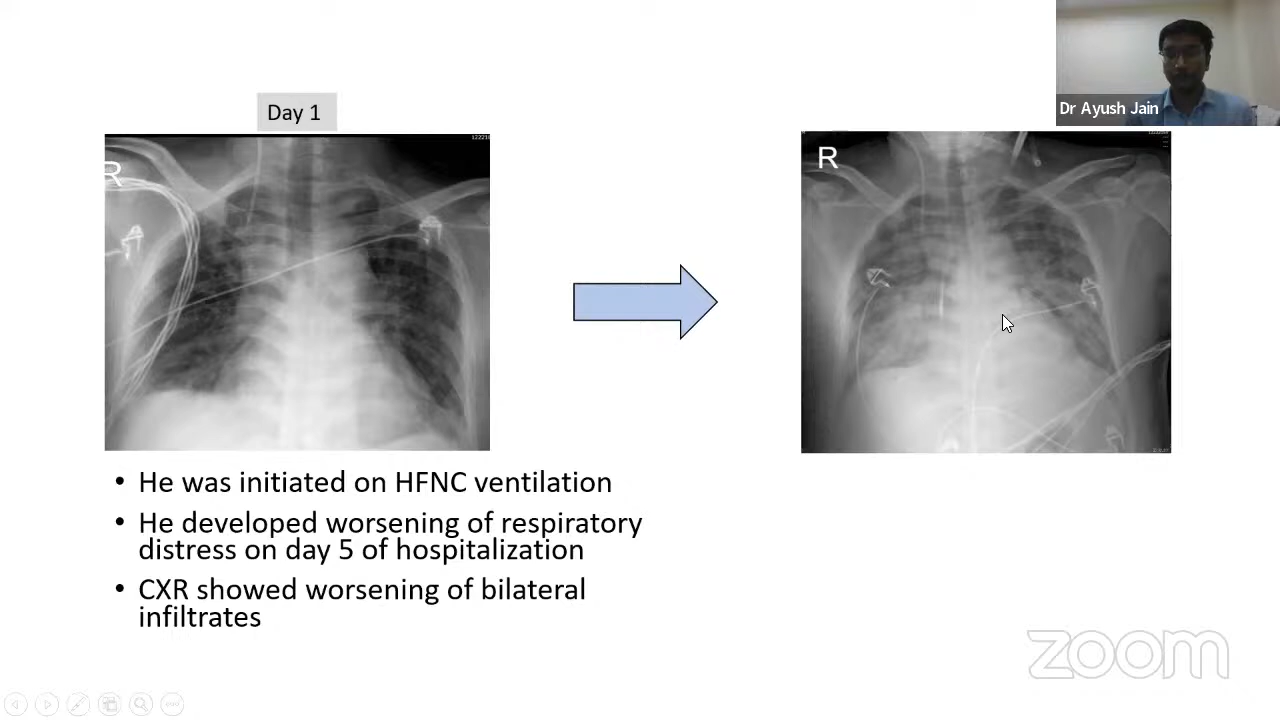 Dr Ayush Jain
Day 1
R
R
• He was initiated on HFNC ventilation
• He developed worsening of respiratory
distress on day 5 of hospitalization
• CXR showed worsening of bilateral
infiltrates
zoom